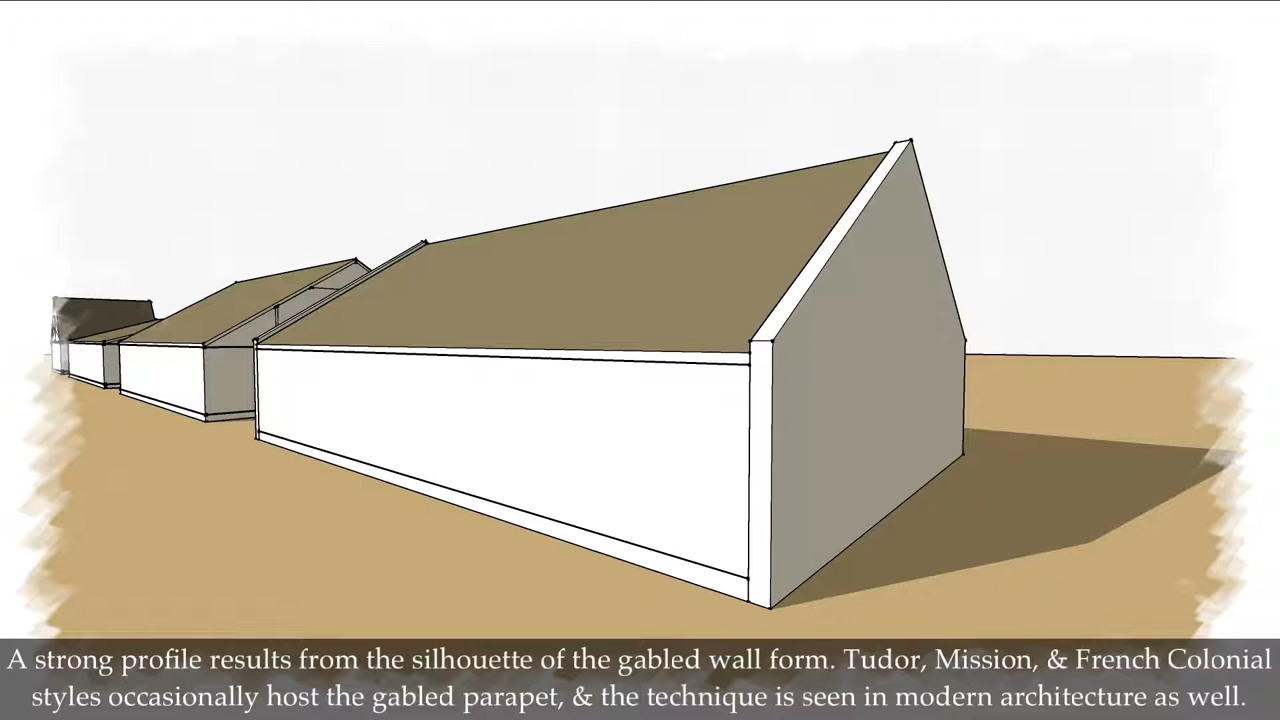 A strong profile results from the silhouette of the gabled wall form. Tudor, Mission, & French Colonial
styles occasionally host the gabled parapet, & the technique is seen in modern architecture as well.